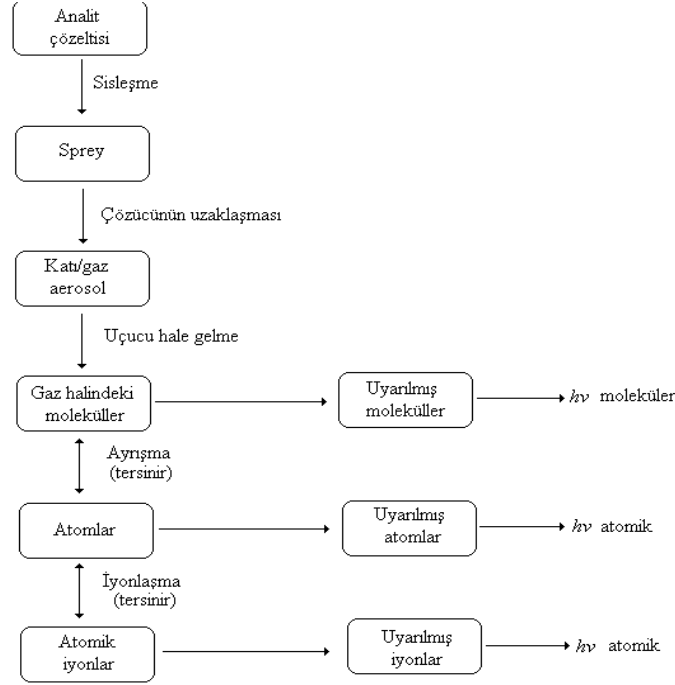 Analit
çözeltisi
Sisleşme
Sprey
Çözücünün uzaklaşması
Katı/gaz
aerosol
Uçucu hale gelme
Gaz halindeki
moleküller
Uyarılmış
moleküller
hν moleküler
Ayrışma
(tersinir)
Atomlar
Uyarılmış
atomlar
hν atomik
İyonlaşma
(tersinir)
Atomik
iyonlar
Uyarılmış
iyonlar
hν atomik